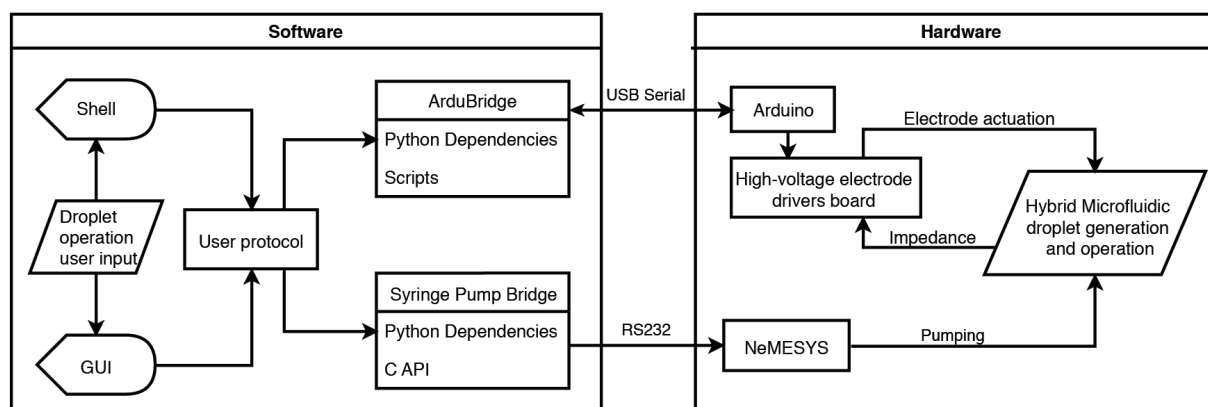 Software
Hardware
Shell
Droplet
operation
user input
GUI
User protocol
ArduBridge
Python Dependencies
Scripts
Syringe Pump Bridge
Python Dependencies
C API
USB Serial
RS232
Arduino
High-voltage electrode
drivers board
Electrode actuation
Impedance
Hybrid Microfluidic
droplet generation
and operation
NeMESYS
Pumping